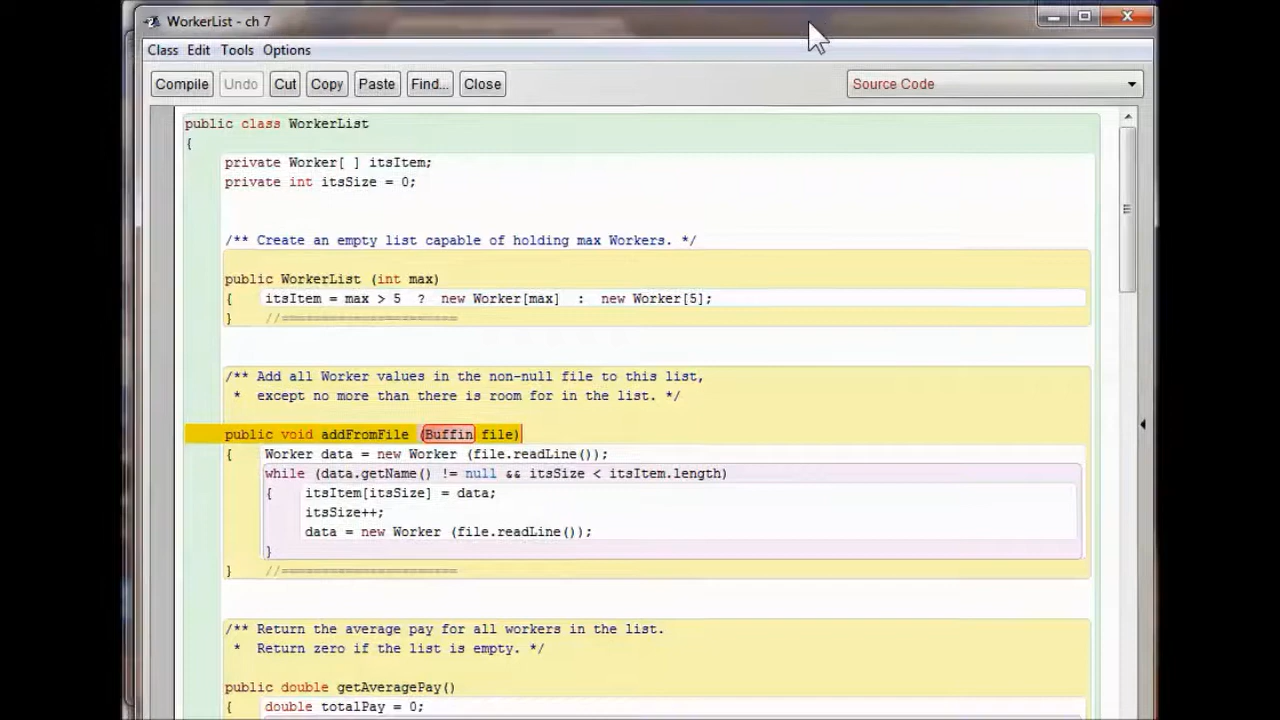 WorkerList - ch 7
Class Edit Tools Options
Compile Undo Cut Copy Paste Find... Close Source Code
public class WorkerList
{
private Worker[ ] itsItem;
private int itsSize = 0;
/** Create an empty list capable of holding max Workers. */
public WorkerList (int max)
{ itsItem = max > 5 ? new Worker[max] : new Worker[5];
} //========================
/** Add all Worker values in the non-null file to this list,
* except no more than there is room for in the list. */
public void addFromFile (Buffin file)
{ Worker data = new Worker (file.readLine());
while (data.getName() != null && itsSize < itsItem.length)
{ itsItem[itsSize] = data;
itsSize++;
data = new Worker (file.readLine());
}
} //========================
/** Return the average pay for all workers in the list.
* Return zero if the list is empty. */
public double getAveragePay()
{ double totalPay = 0;